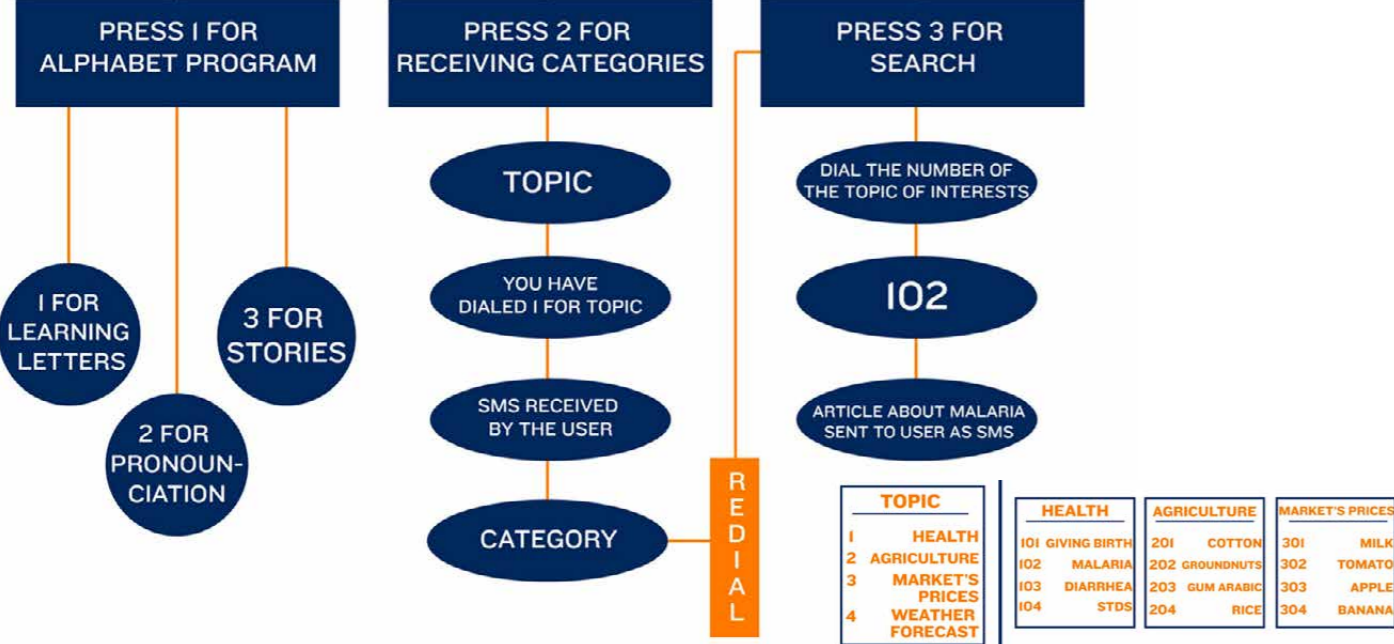 PRESS 1 FOR
ALPHABET PROGRAM
1 FOR
LEARNING
LETTERS
2 FOR
PRONOUN-
CIATION
3 FOR
STORIES
PRESS 2 FOR
RECEIVING CATEGORIES
TOPIC
YOU HAVE
DIALED 1 FOR TOPIC
SMS RECEIVED
BY THE USER
CATEGORY
REDIAL
PRESS 3 FOR
SEARCH
DIAL THE NUMBER OF
THE TOPIC OF INTERESTS
102
ARTICLE ABOUT MALARIA
SENT TO USER AS SMS
TOPIC
1 HEALTH
2 AGRICULTURE
3 MARKET'S
PRICES
4 WEATHER
FORECAST
HEALTH
101 GIVING BIRTH
102 MALARIA
103 DIARRHEA
104 STDS
AGRICULTURE
201 COTTON
202 GROUNDNUTS
203 GUM ARABIC
204 RICE
MARKET'S PRICES
301 MILK
302 TOMATO
303 APPLE
304 BANANA